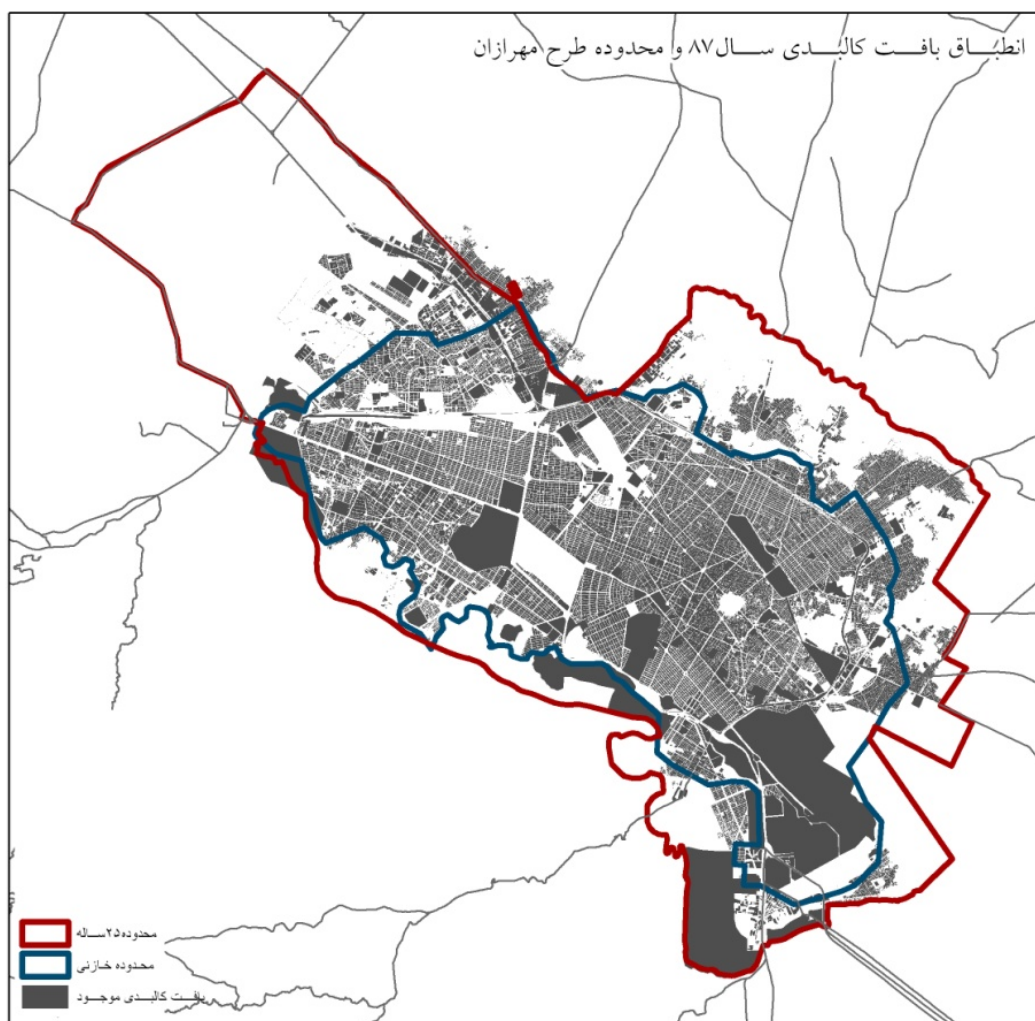 انطباق بافت کالبدی سال ۸۷ و محدوده طرح مهرازان
محدوده ۲۵ ساله
محدوده خازنی
بافت کالبدی موجود